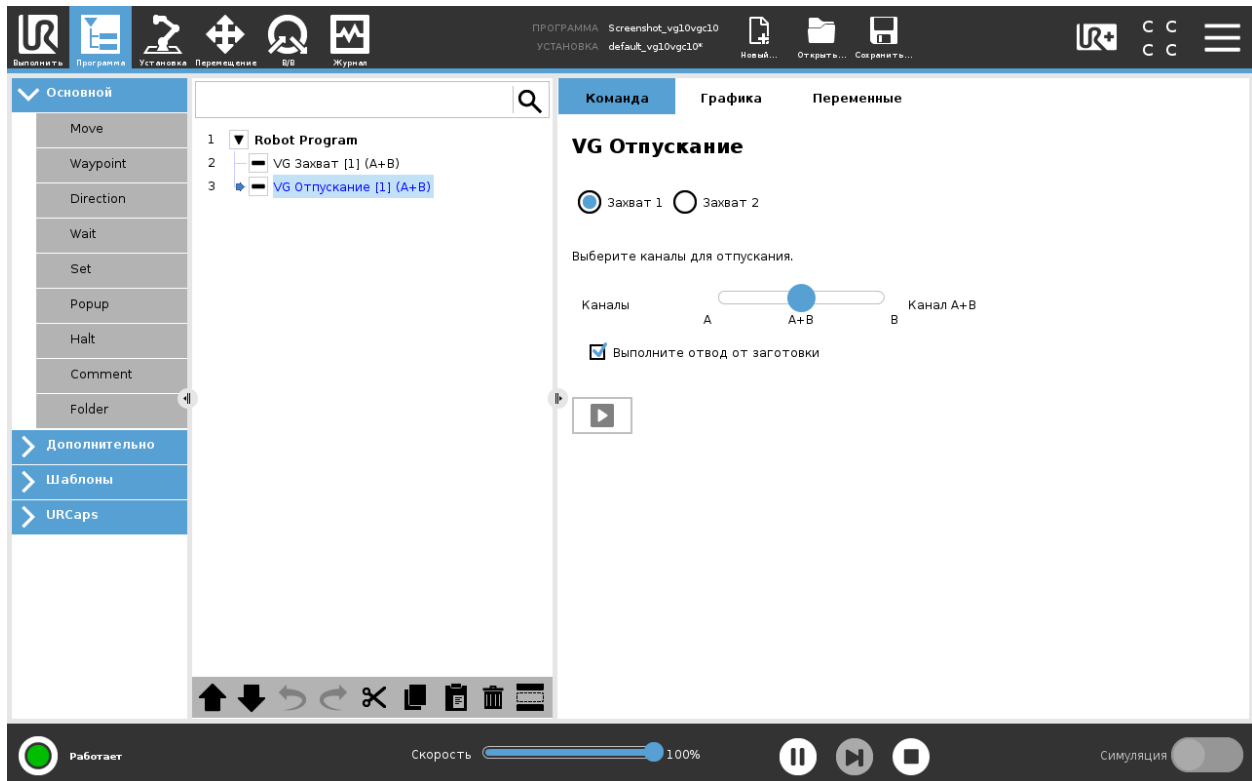 ПРОГРАММА Screenshot_vg10vgc10
УСТАНОВКА default_vg10vgc10*
UR
Выполнить
Программа
Установка
Перемещение
В/В
Журнал
Новый...
Открыть...
Сохранить...
UR+
C C
C C
Основной
Move
Waypoint
Direction
Wait
Set
Popup
Halt
Comment
Folder
Дополнительно
Шаблоны
URCaps
1 Robot Program
2 VG Захват [1] (A+B)
3 VG Отпускание [1] (A+B)
Команда Графика Переменные
VG Отпускание
Захват 1 Захват 2
Выберите каналы для отпускания.
Каналы Канал A+B
A A+B B
Выполните отвод от заготовки
Работает
Скорость 100%
Симуляция